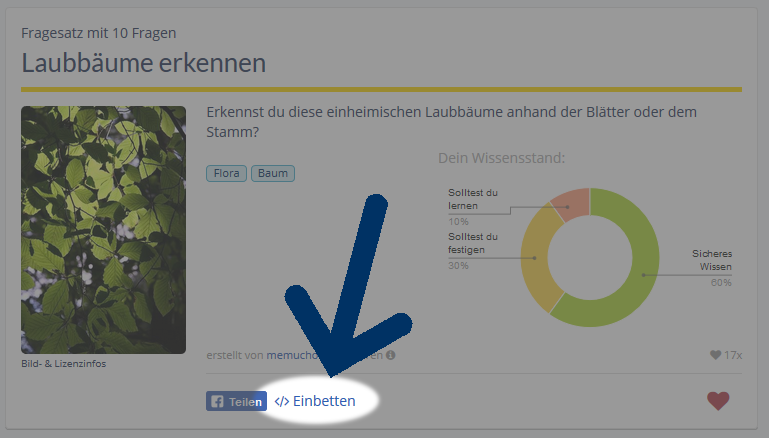 Fragesatz mit 10 Fragen
Laubbäume erkennen
Erkennst du diese einheimischen Laubbäume anhand der Blätter oder dem
Stamm?
Flora Baum
Dein Wissensstand:
Solltest du
lernen
10%
Solltest du
festigen
30%
Sicheres
Wissen
60%
erstellt von memucho
17x
Bild- & Lizenzinfos
Teilen </> Einbetten